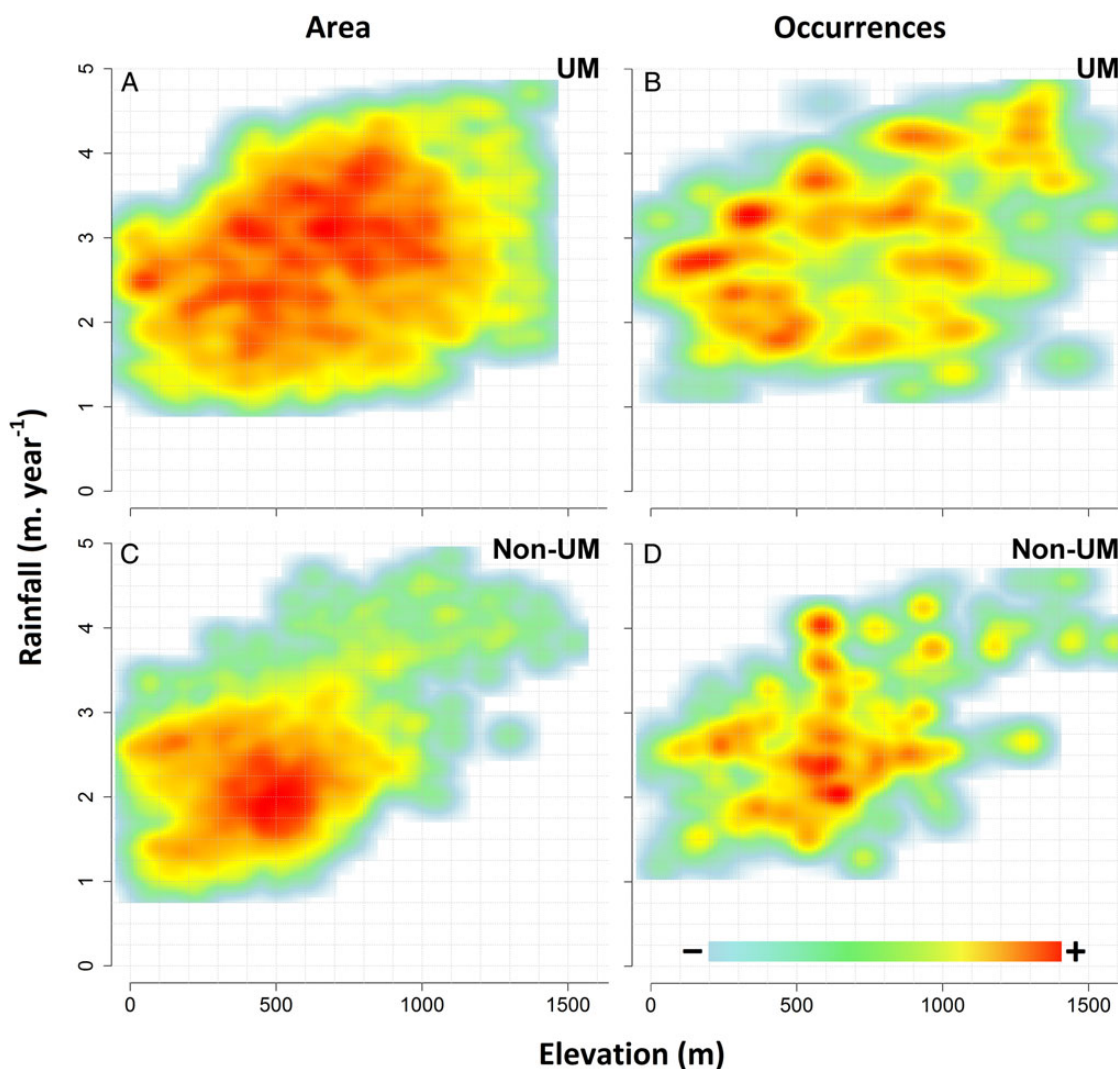 Area
Occurrences
A
UM
B
UM
5
4
3
2
1
0
C
Non-UM
D
Non-UM
5
4
3
2
1
0
Rainfall (m. year-1)
− +
0 500 1000 1500
0 500 1000 1500
Elevation (m)